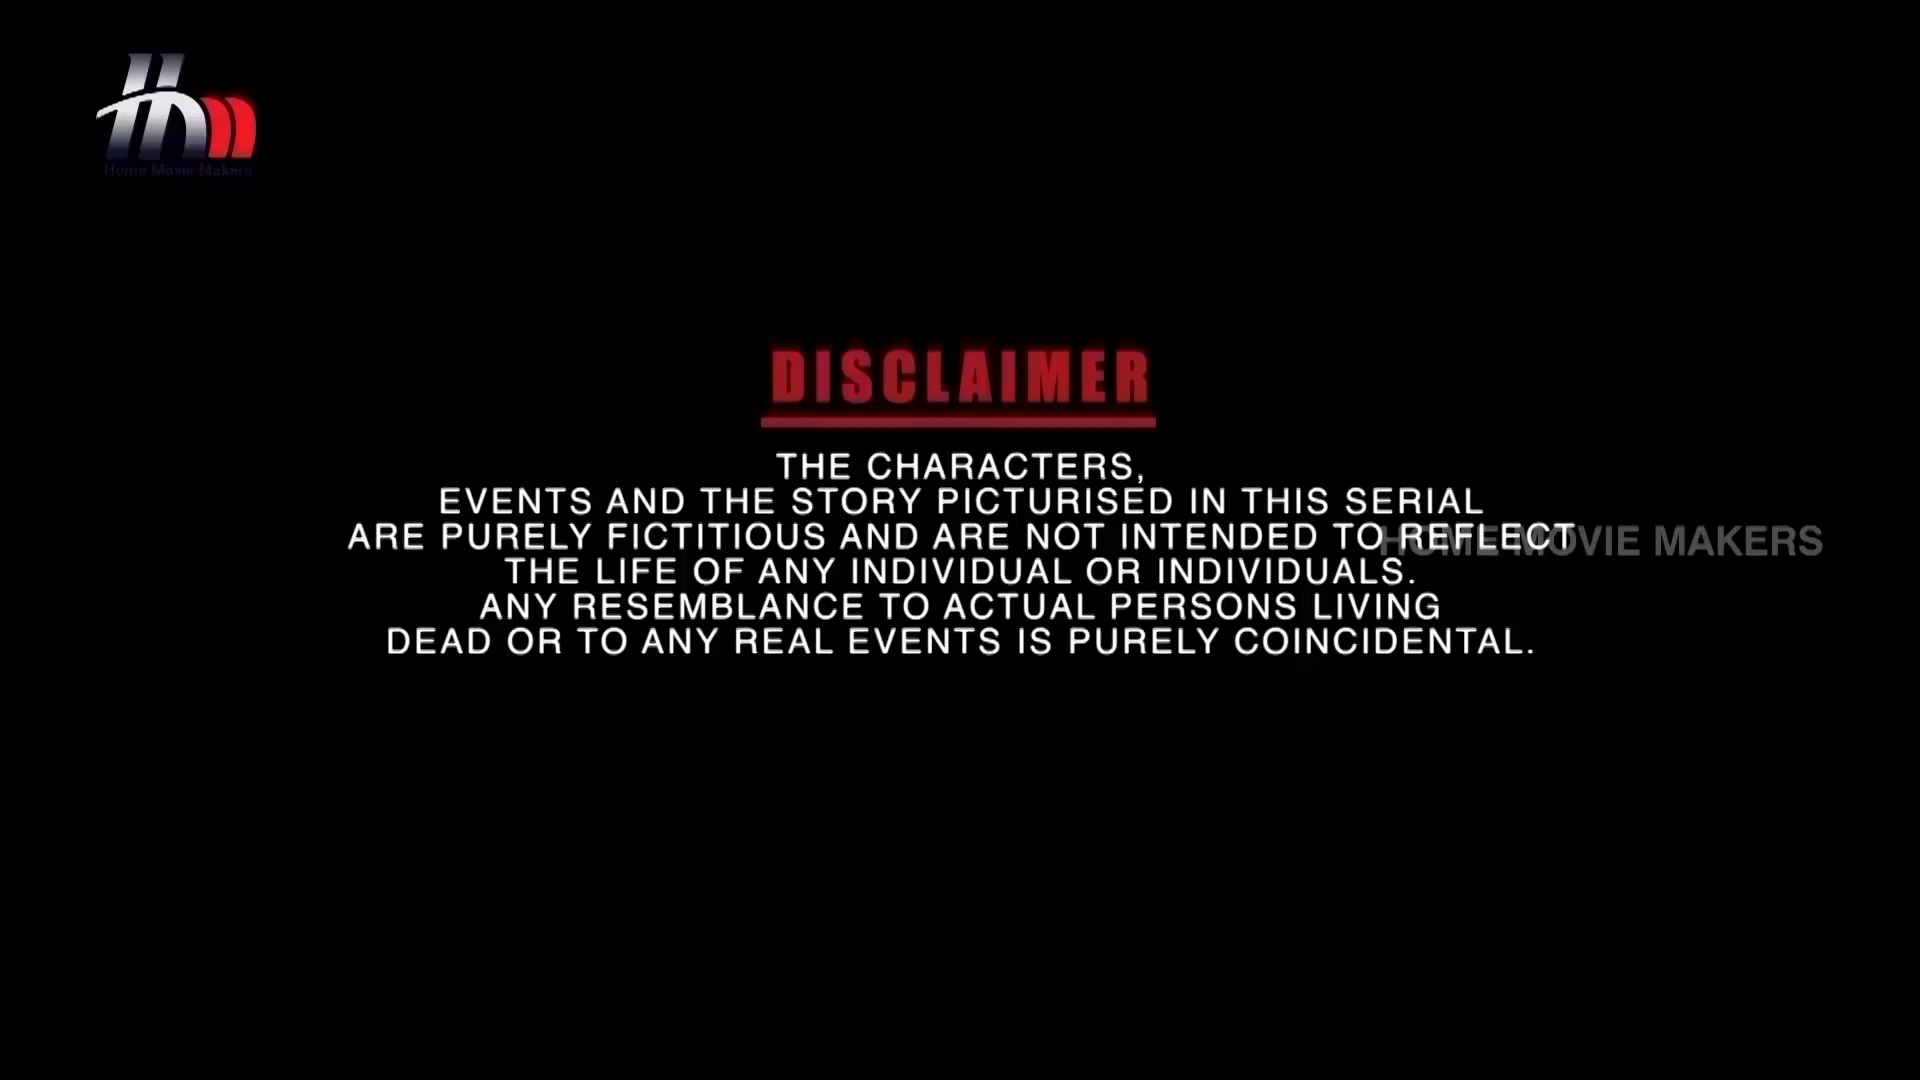 Home Movie Makers
DISCLAIMER
THE CHARACTERS,
EVENTS AND THE STORY PICTURISED IN THIS SERIAL
ARE PURELY FICTITIOUS AND ARE NOT INTENDED TO REFLECT
HOME MOVIE MAKERS
THE LIFE OF ANY INDIVIDUAL OR INDIVIDUALS.
ANY RESEMBLANCE TO ACTUAL PERSONS LIVING
DEAD OR TO ANY REAL EVENTS IS PURELY COINCIDENTAL.